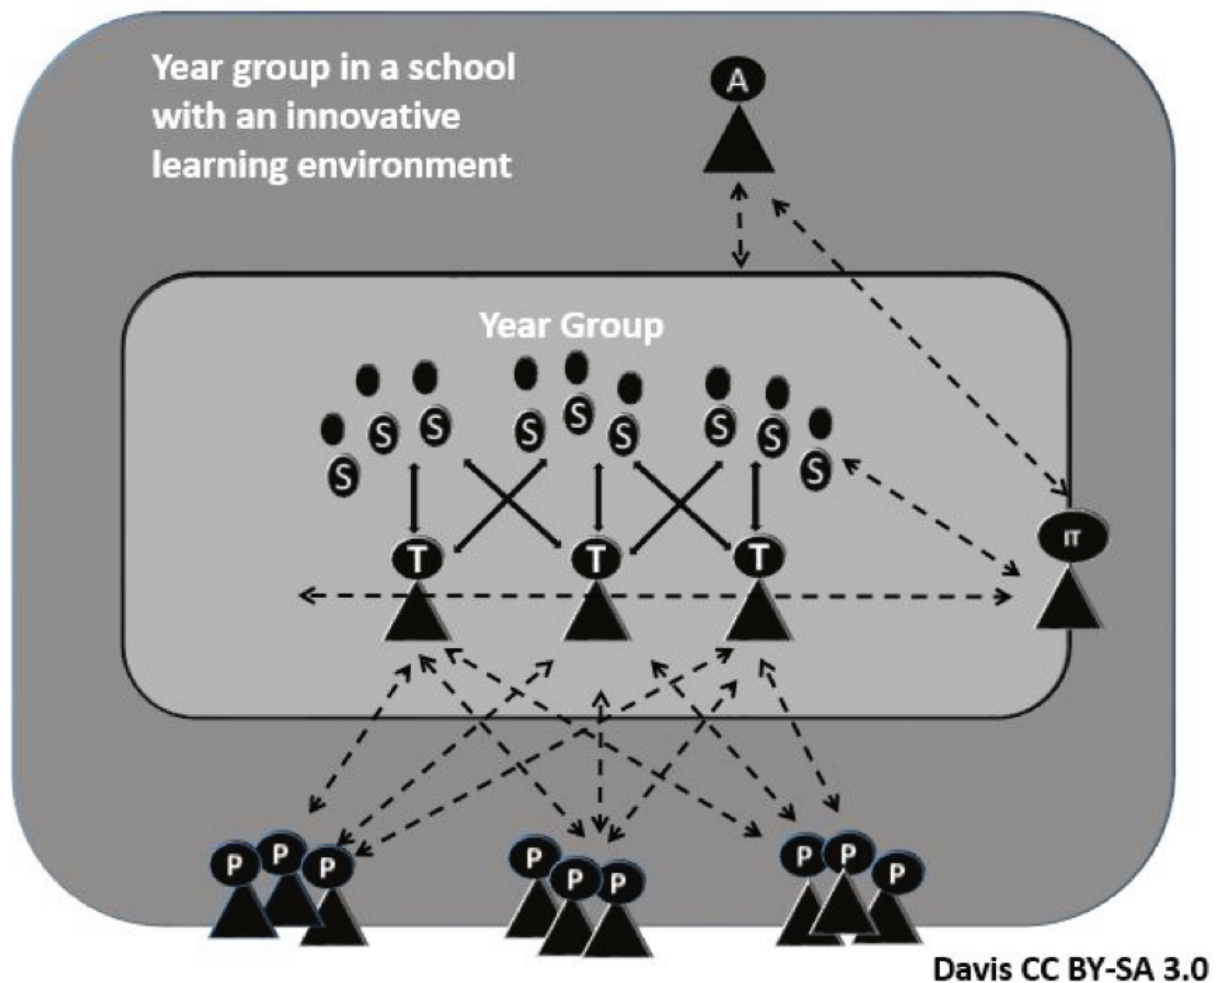 Year group in a school
with an innovative
learning environment
A
Year Group
S S S S S S S S S
IT
T T T
P P P P P P P P P
Davis CC BY-SA 3.0